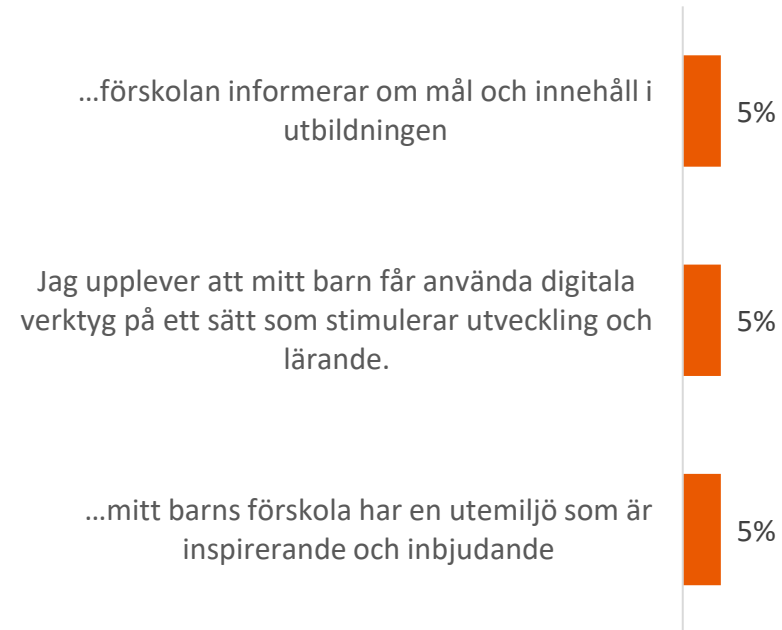 ...förskolan informerar om mål och innehåll i
utbildningen
5%
Jag upplever att mitt barn får använda digitala
verktyg på ett sätt som stimulerar utveckling och
lärande.
5%
...mitt barns förskola har en utemiljö som är
inspirerande och inbjudande
5%